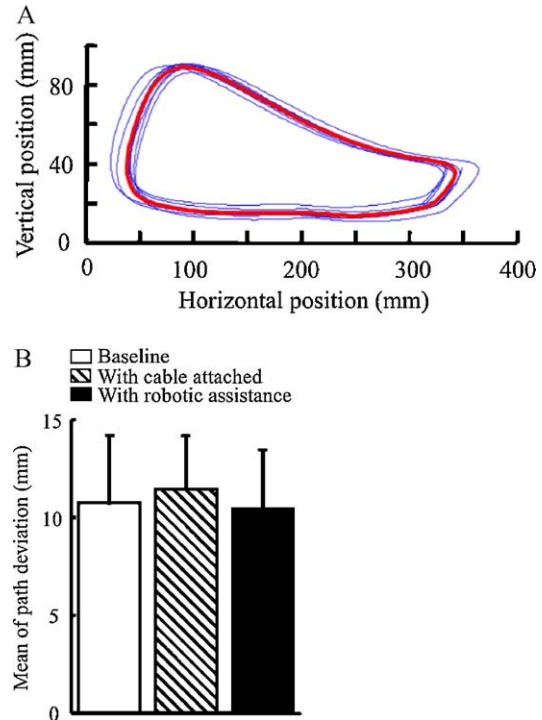 A
Vertical position (mm)
80
40
0
0 100 200 300 400
Horizontal position (mm)
B
Baseline
With cable attached
With robotic assistance
Mean of path deviation (mm)
15
10
5
0